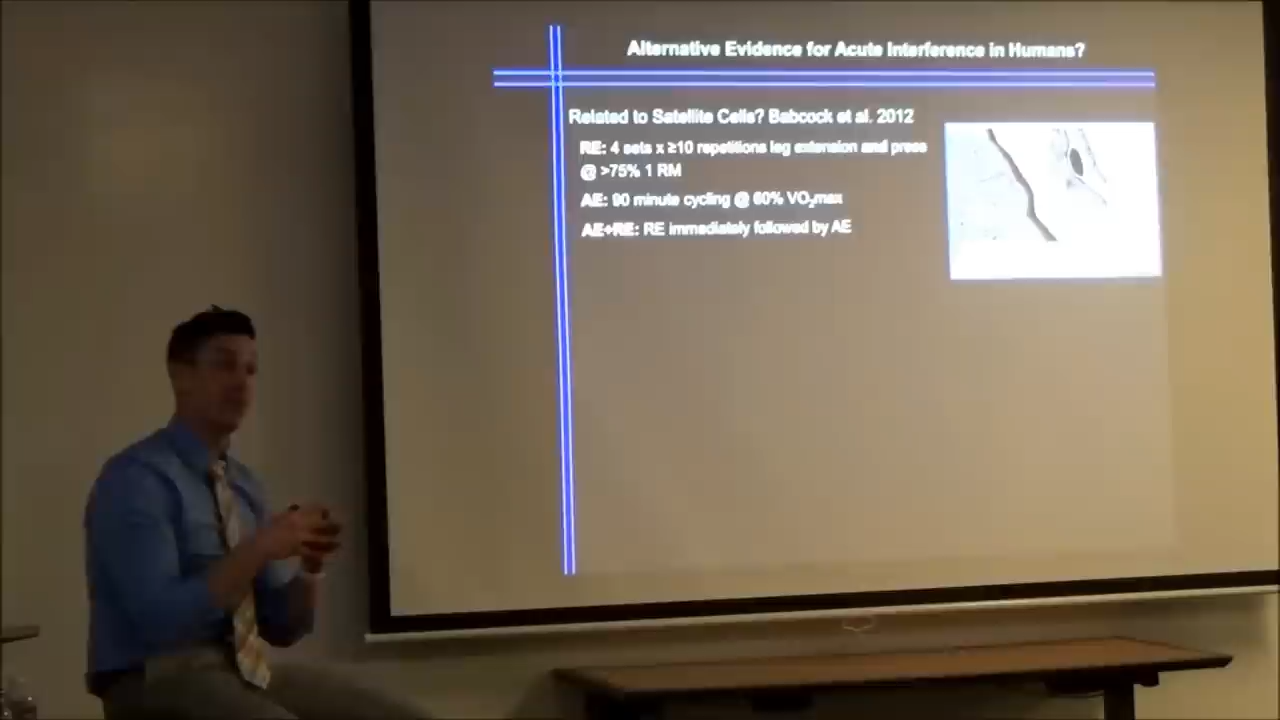 Alternative Evidence for Acute Interference in Humans?
Related to Satellite Cells? Babcock et al. 2012
RE: 4 sets x ≥10 repetitions leg extension and press
@ >75% 1 RM
AE: 90 minute cycling @ 60% VO₂max
AE+RE: RE immediately followed by AE